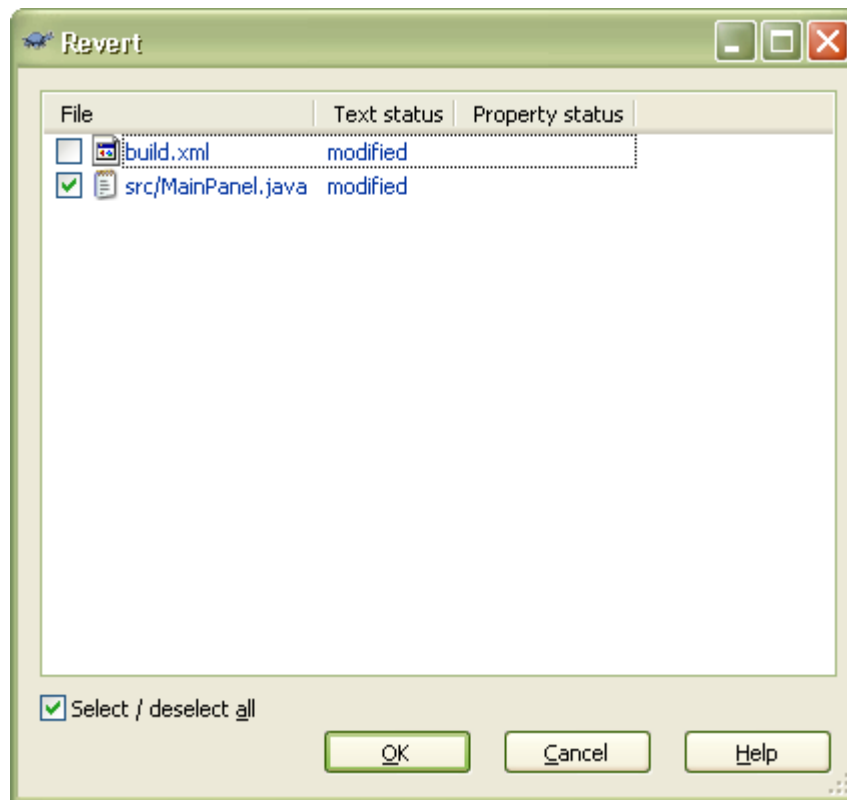 Revert
File Text status Property status
build.xml modified
src/MainPanel.java modified
Select / deselect all
OK Cancel Help